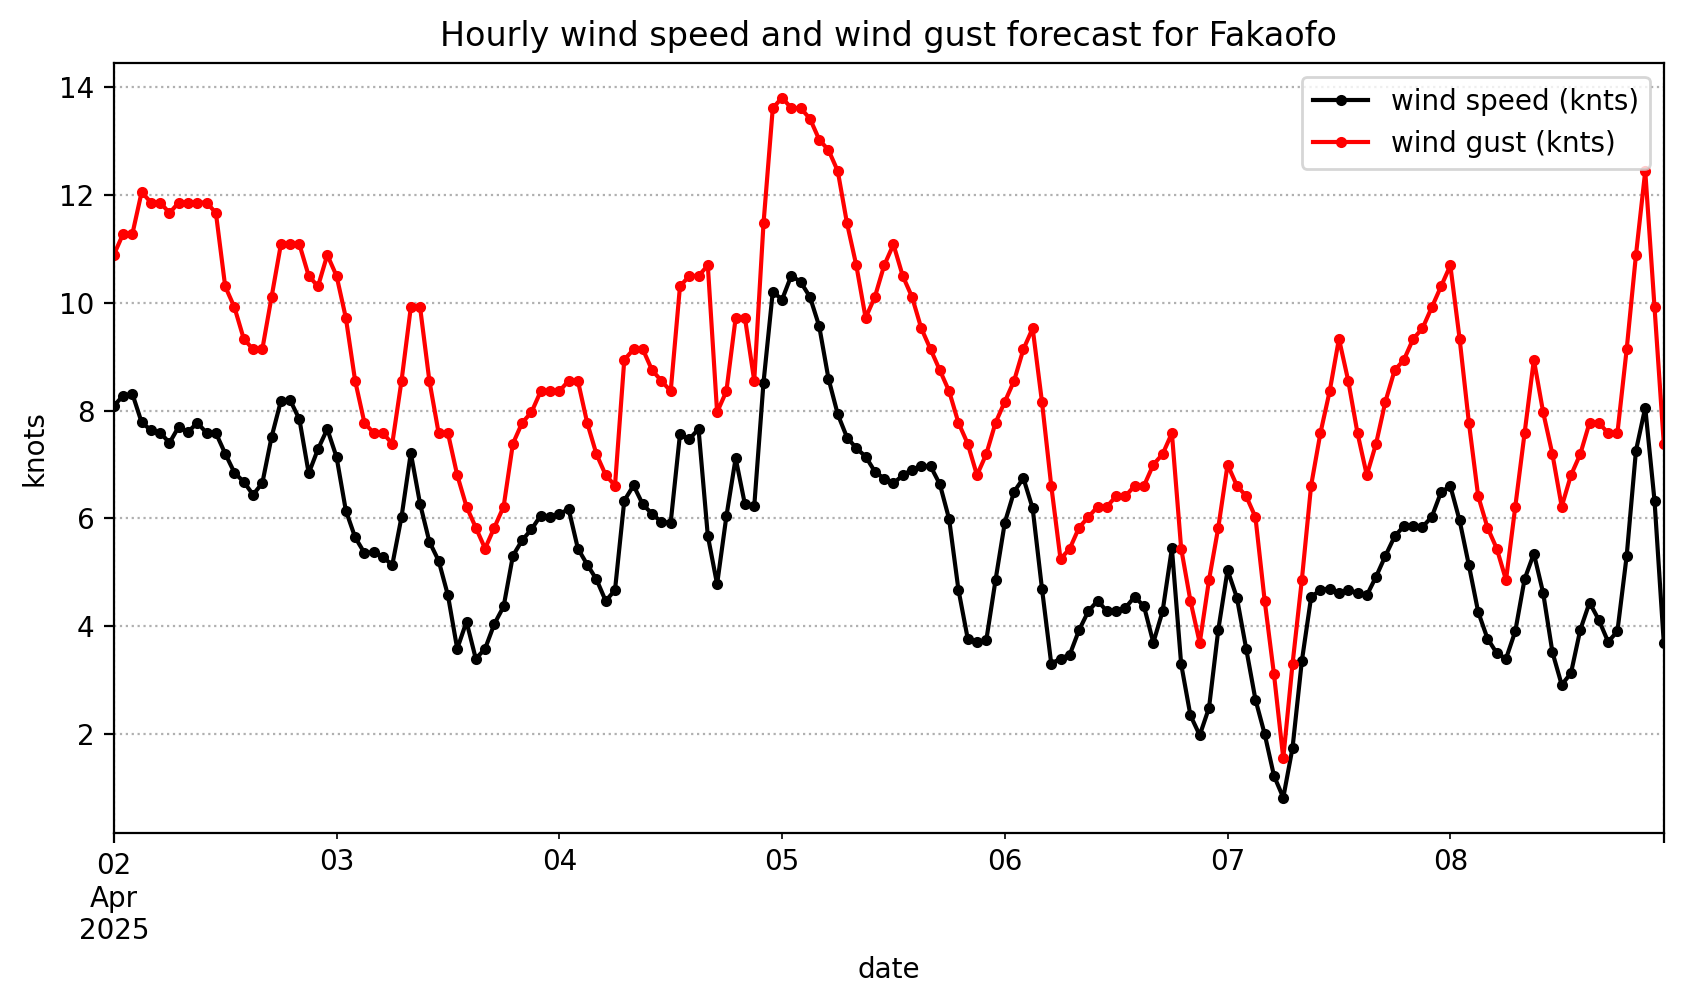 Hourly wind speed and wind gust forecast for Fakaofo
wind speed (knts)
wind gust (knts)
14
12
10
8
6
4
2
knots
02
03
04
05
06
07
08
Apr
2025
date